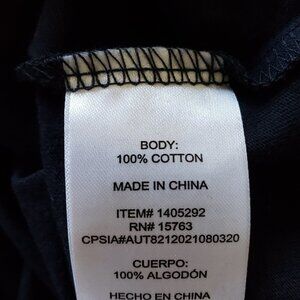 BODY:
100% COTTON
MADE IN CHINA
ITEM# 1405292
RN# 15763
CPSIA#AUT8212021080320
CUERPO:
100% ALGODÓN
HECHO EN CHINA